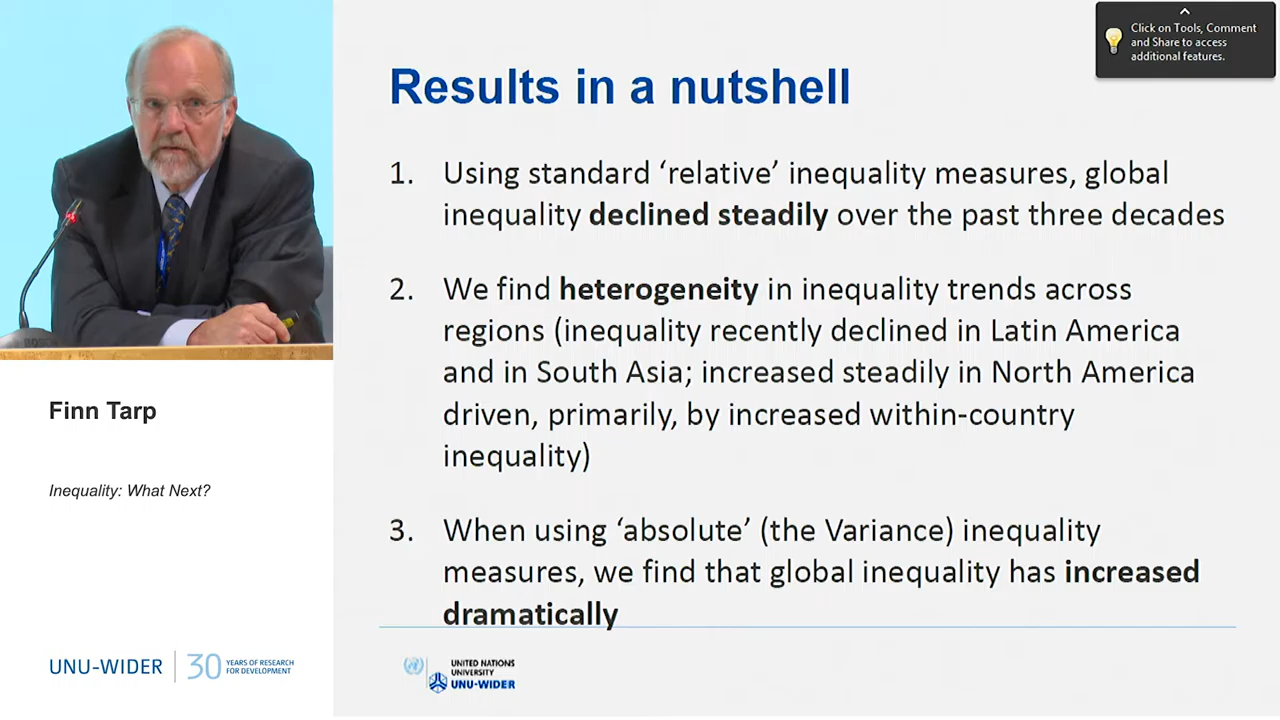 Click on Tools, Comment
and Share to access
additional features.
Results in a nutshell
1. Using standard ‘relative’ inequality measures, global
inequality declined steadily over the past three decades
2. We find heterogeneity in inequality trends across
regions (inequality recently declined in Latin America
and in South Asia; increased steadily in North America
driven, primarily, by increased within-country
inequality)
3. When using ‘absolute’ (the Variance) inequality
measures, we find that global inequality has increased
dramatically
Finn Tarp
Inequality: What Next?
UNU-WIDER
30 YEARS OF RESEARCH
FOR DEVELOPMENT
UNITED NATIONS
UNIVERSITY
UNU-WIDER